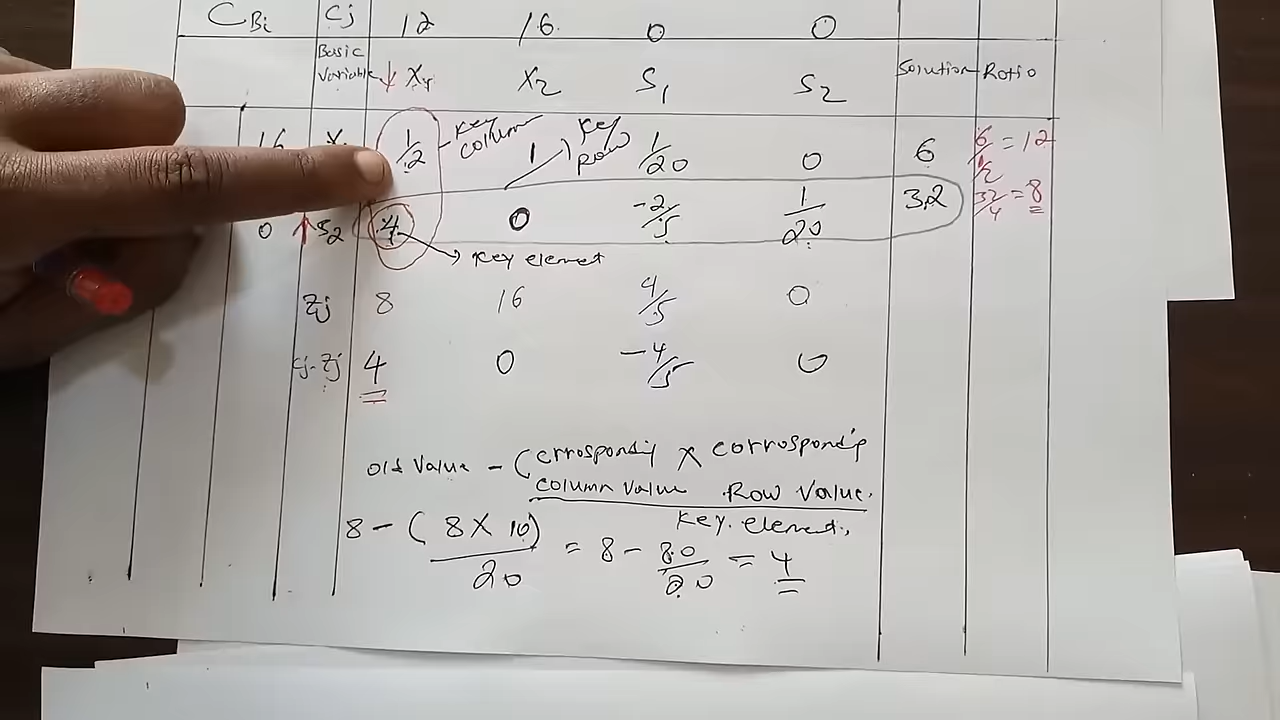 CBi Cj 12 16 0 0
Basic Variable ↓ X1 X2 S1 S2 Solution Ratio
16 X 1/2 1 1/20 0 6 6/1/2 = 12
Key column
Key row
0 ↑ S2 4 0 -2/5 1/20 32 32/4 = 8
Key element
Zj 8 16 4/5 0
Cj-Zj 4 0 -4/5 0
Old Value - (Crrospondig X Corrospondig
Column Value Row Value.
Key. element,
8 - (8 X 10) / 20 = 8 - 80/20 = 4